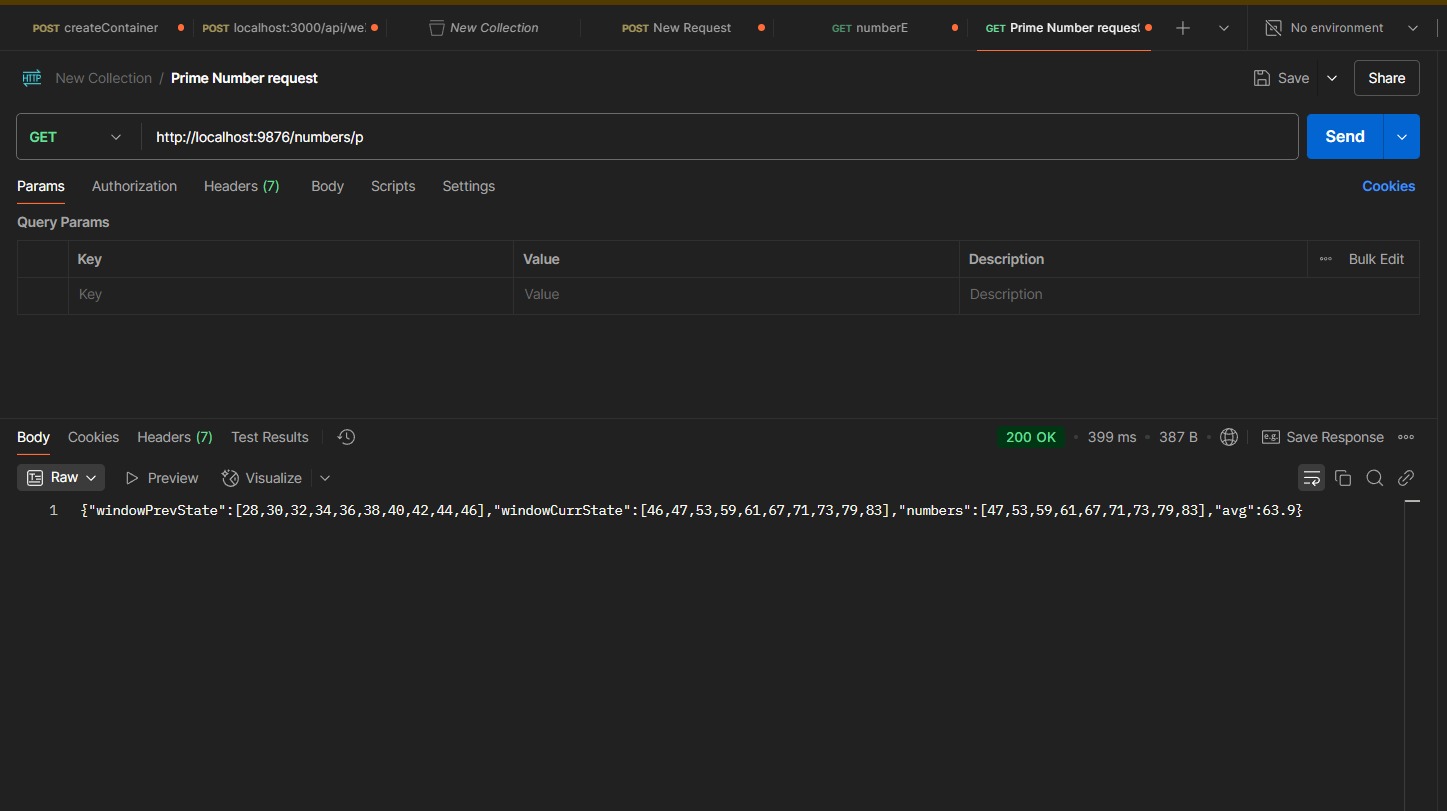 POST createContainer POST localhost:3000/api/we New Collection POST New Request GET numberE GET Prime Number request No environment
HTTP New Collection / Prime Number request Save Share
GET http://localhost:9876/numbers/p Send
Params Authorization Headers (7) Body Scripts Settings Cookies
Query Params
Key Value Description Bulk Edit
Key Value Description
Body Cookies Headers (7) Test Results 200 OK 399 ms 387 B e.g. Save Response
Raw Preview Visualize
1 {"windowPrevState":[28,30,32,34,36,38,40,42,44,46],"windowCurrState":[46,47,53,59,61,67,71,73,79,83],"numbers":[47,53,59,61,67,71,73,79,83],"avg":63.9}